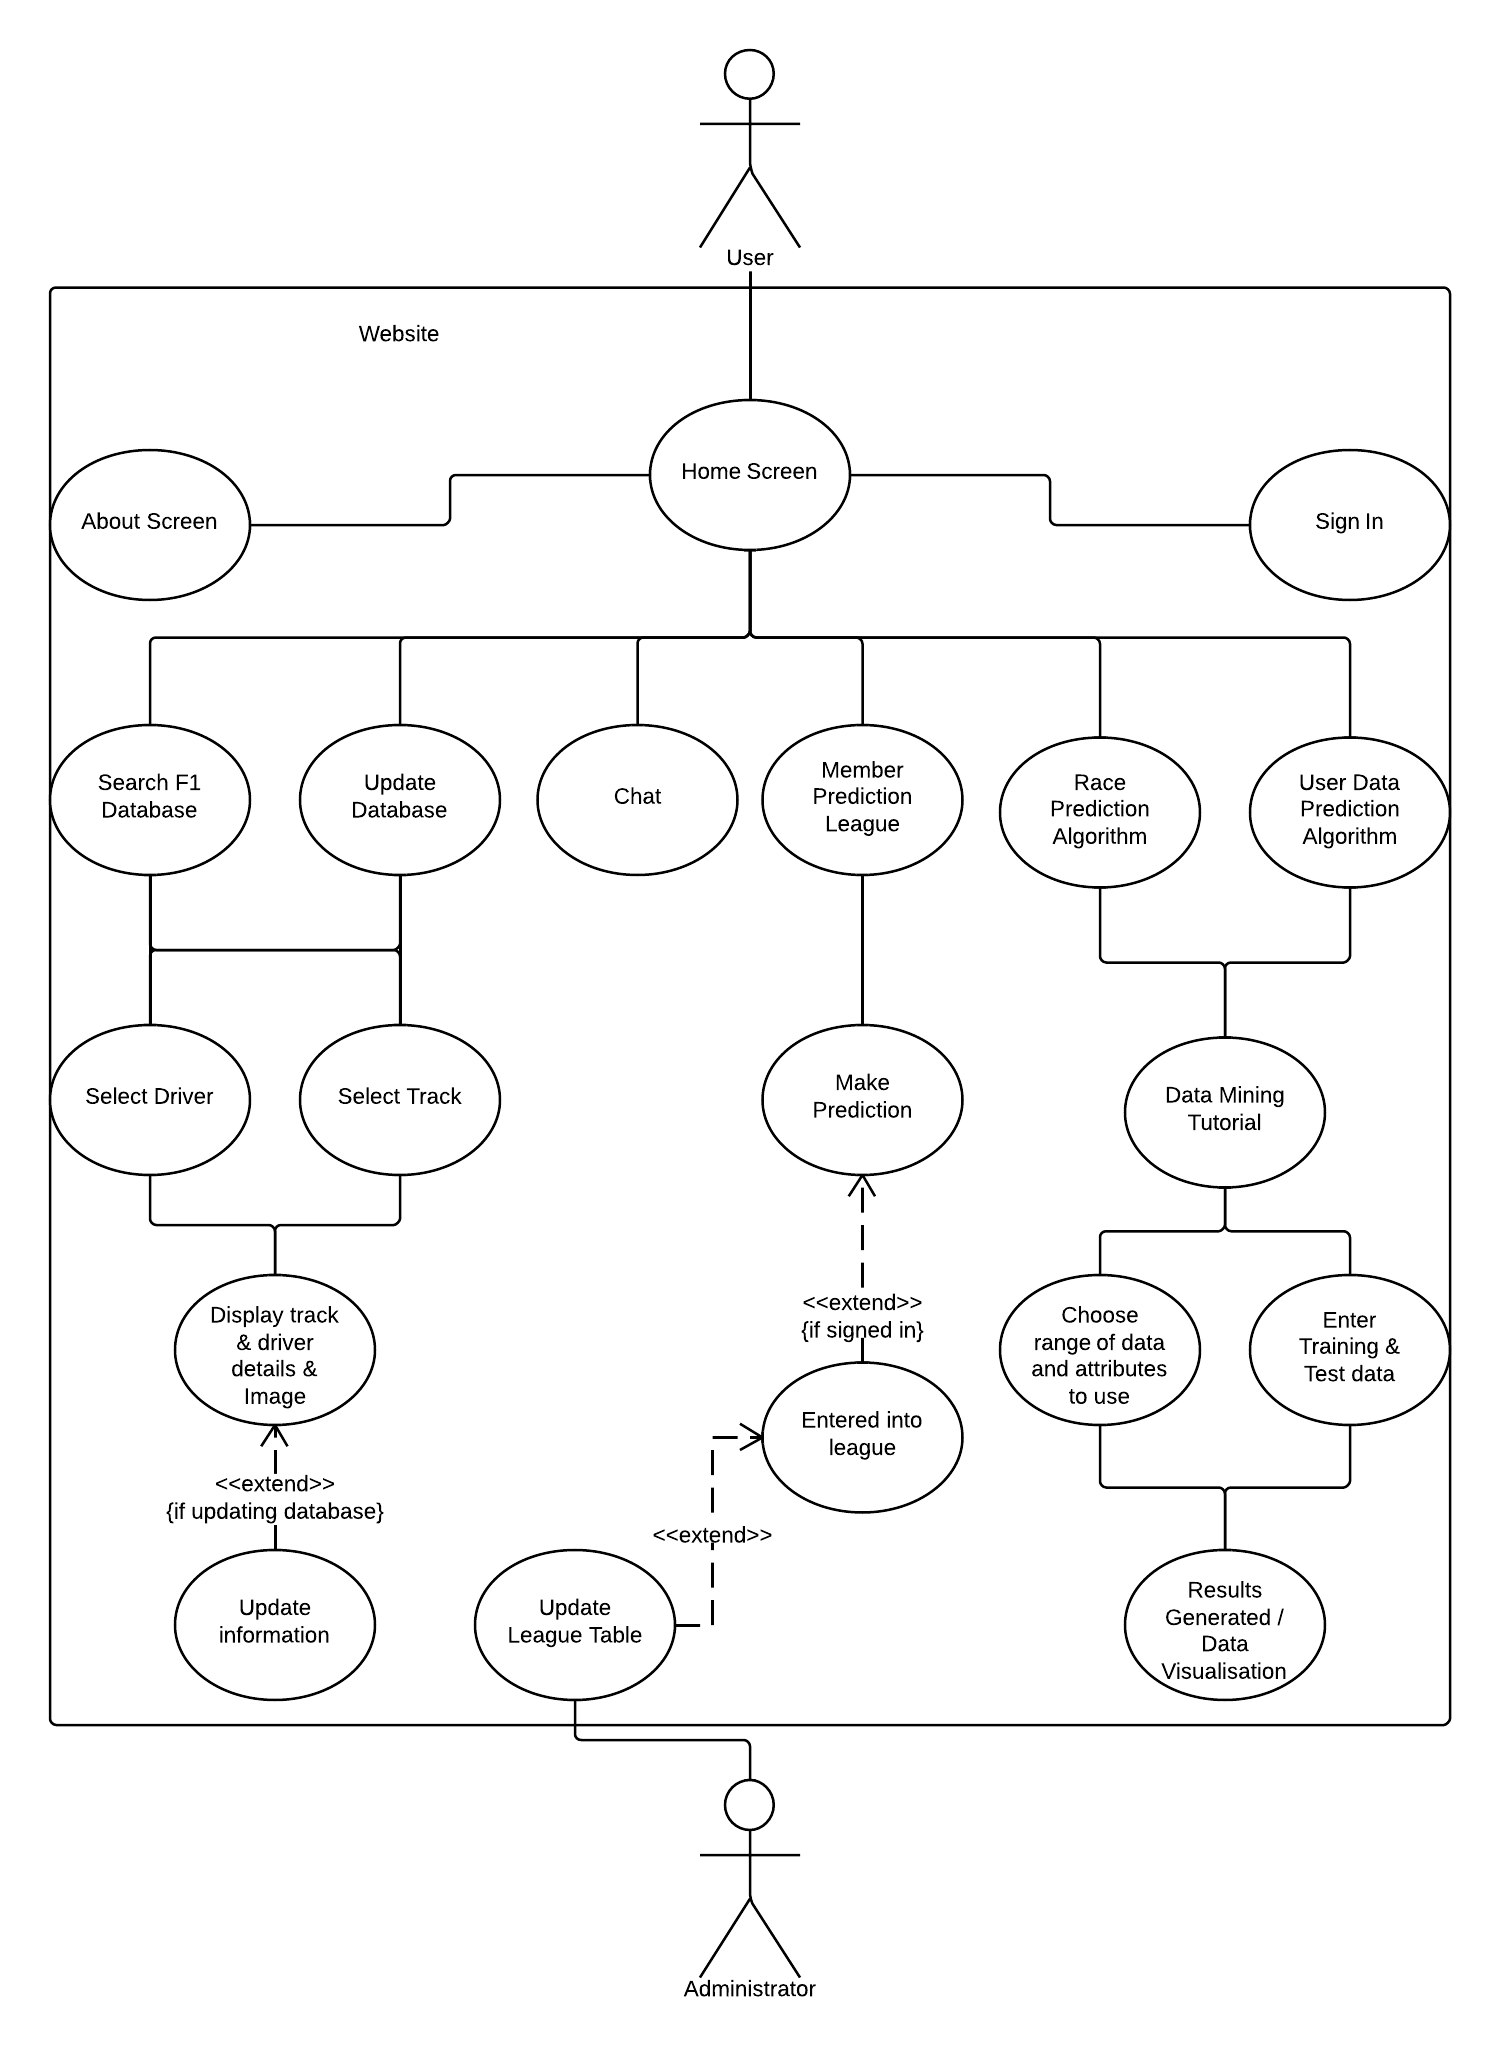 User
Website
Home Screen
About Screen
Sign In
Search F1
Database
Update
Database
Chat
Member
Prediction
League
Race
Prediction
Algorithm
User Data
Prediction
Algorithm
Select Driver
Select Track
Make
Prediction
Data Mining
Tutorial
Display track
& driver
details &
Image
<<extend>>
{if signed in}
Choose
range of data
and attributes
to use
Enter
Training &
Test data
Entered into
league
<<extend>>
{if updating database}
<<extend>>
Update
information
Update
League Table
Results
Generated /
Data
Visualisation
Administrator